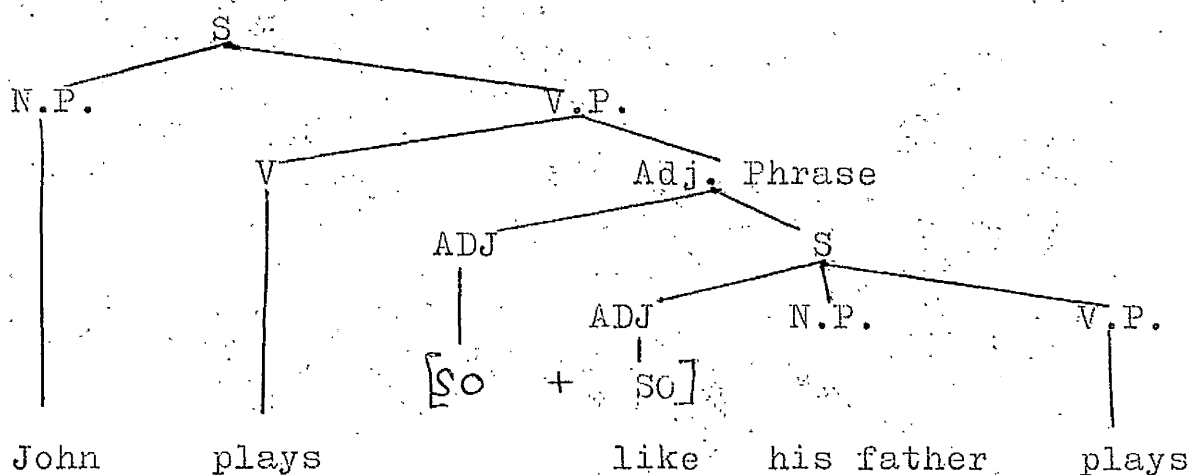 S
N.P. V.P.
V Adj. Phrase
ADJ S
ADJ N.P. V.P.
[SO + SO]
John plays like his father plays